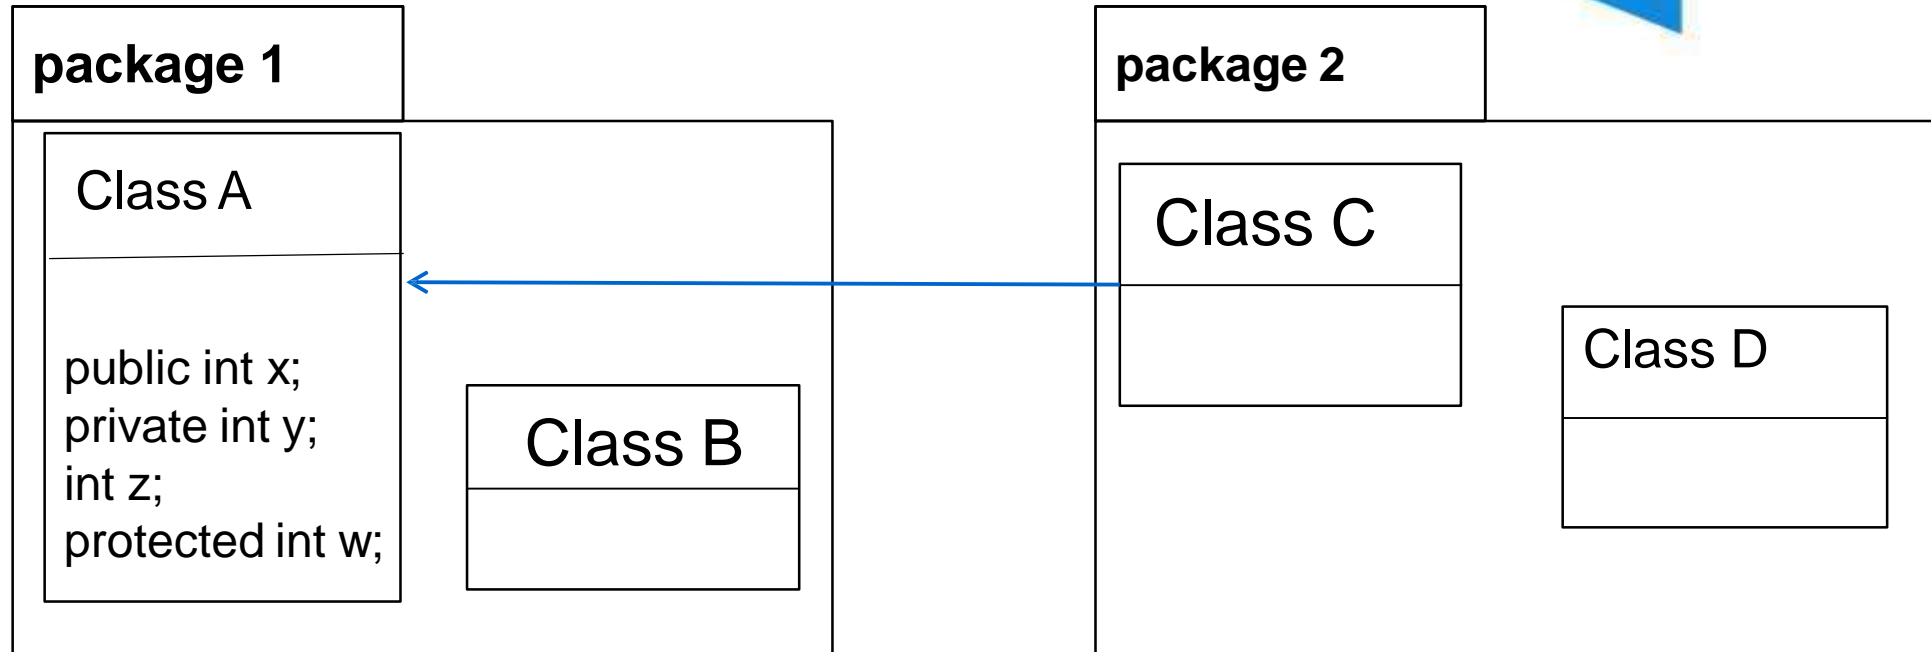 package 1
Class A
public int x;
private int y;
int z;
protected int w;
Class B
package 2
Class C
Class D